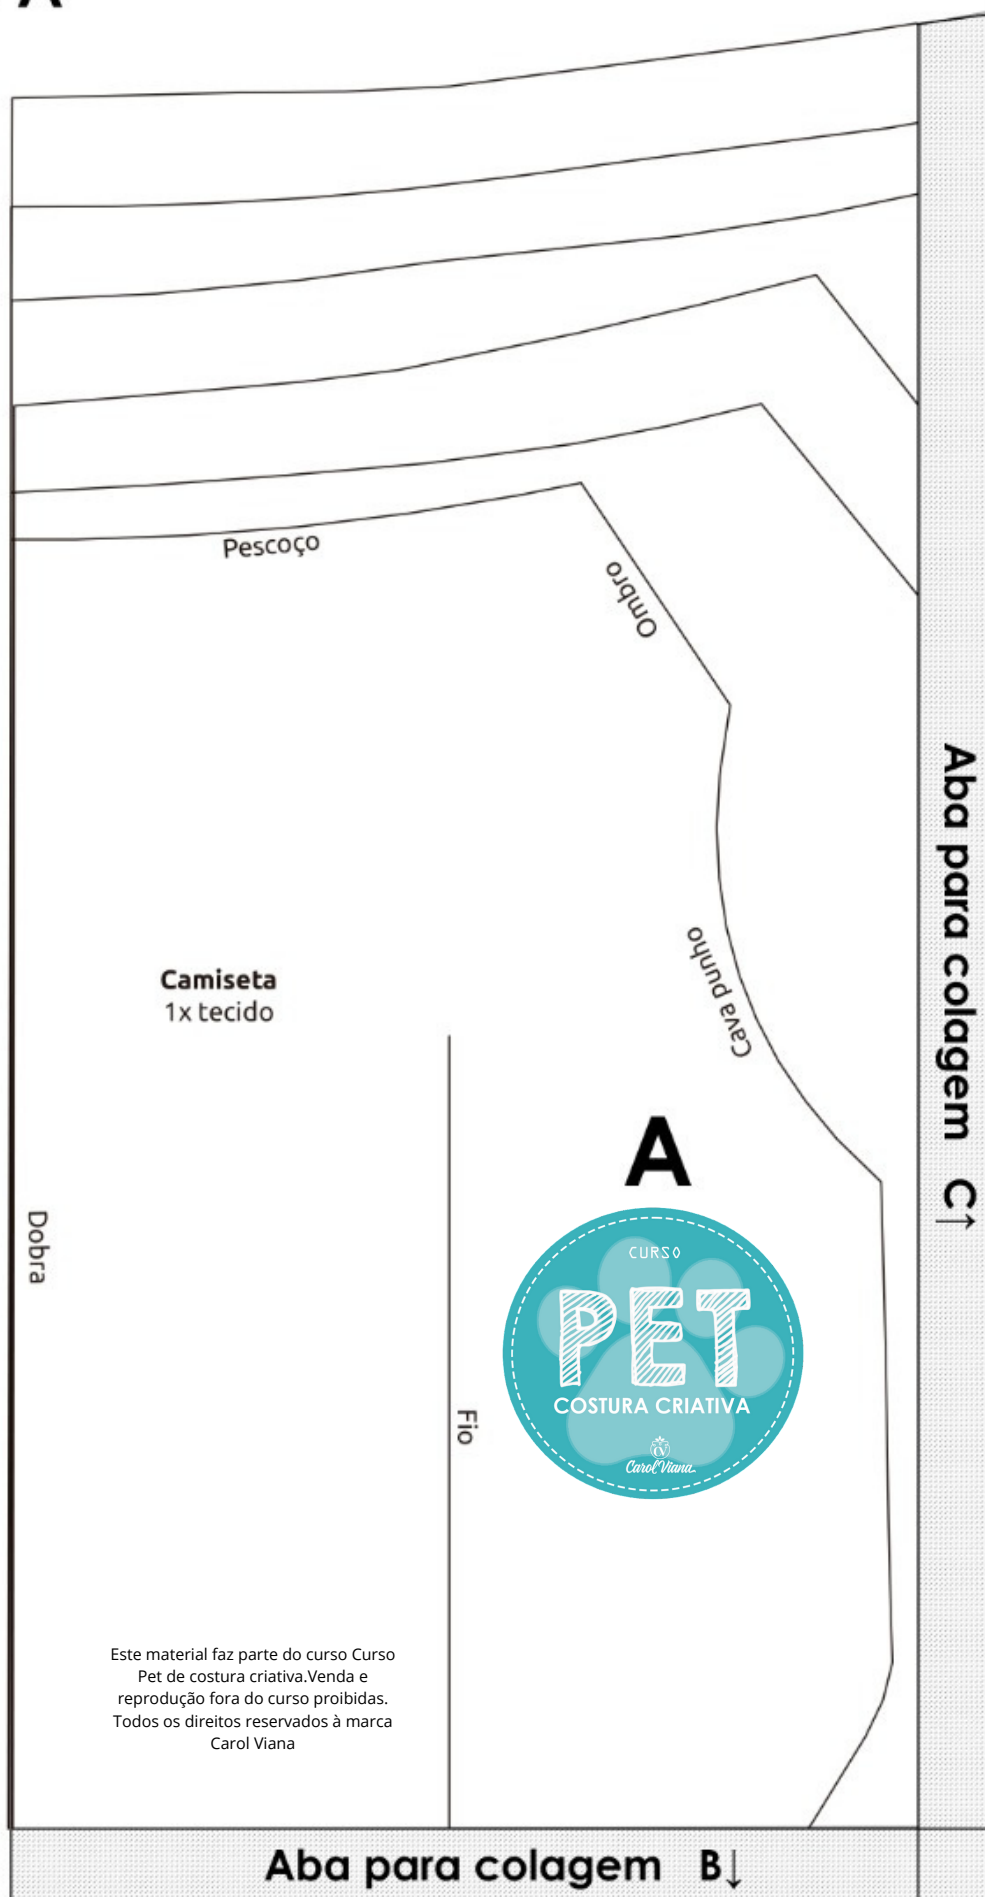 A
Pescoço
Ombro
Cava punho
Camiseta
1x tecido
A
Dobra
Fio
CURSO
PET
COSTURA CRIATIVA
CV
Carol Viana
Este material faz parte do curso Curso
Pet de costura criativa.Venda e
reprodução fora do curso proibidas.
Todos os direitos reservados à marca
Carol Viana
Aba para colagem C↑
Aba para colagem B↓